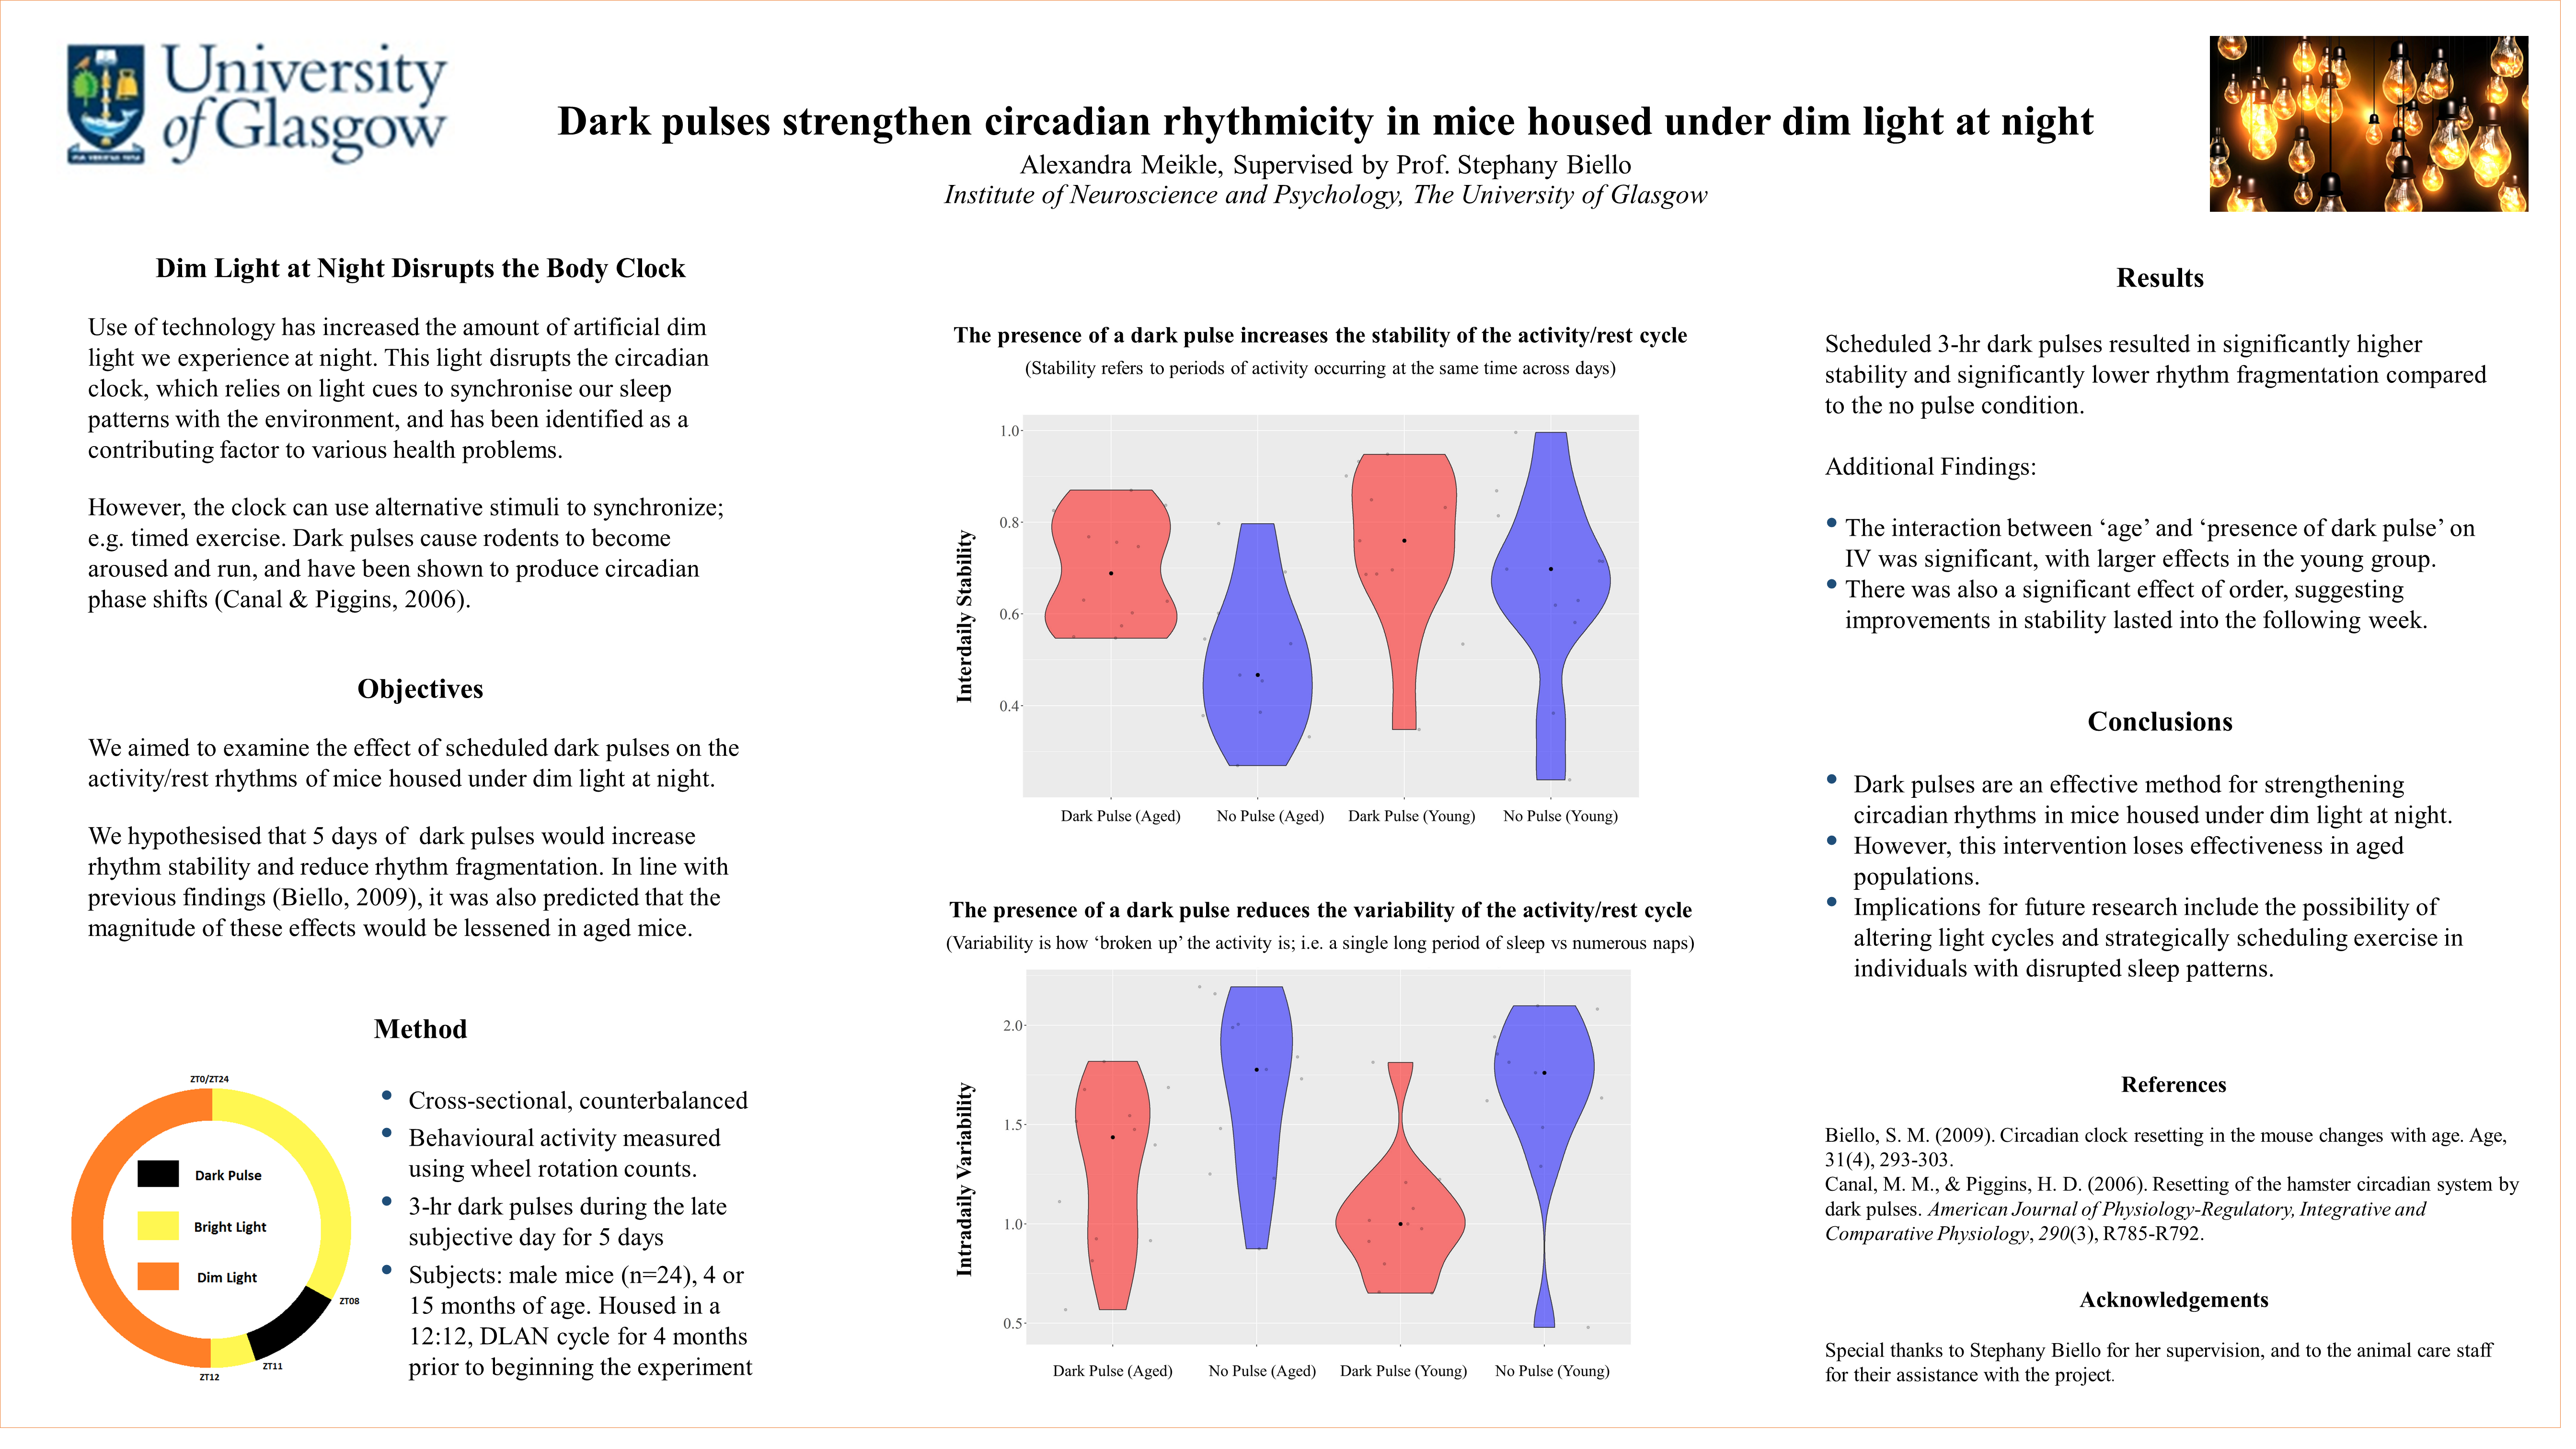 University
of Glasgow
Dark pulses strengthen circadian rhythmicity in mice housed under dim light at night
Alexandra Meikle, Supervised by Prof. Stephany Biello
Institute of Neuroscience and Psychology, The University of Glasgow
Dim Light at Night Disrupts the Body Clock
Use of technology has increased the amount of artificial dim
light we experience at night. This light disrupts the circadian
clock, which relies on light cues to synchronise our sleep
patterns with the environment, and has been identified as a
contributing factor to various health problems.
However, the clock can use alternative stimuli to synchronize;
e.g. timed exercise. Dark pulses cause rodents to become
aroused and run, and have been shown to produce circadian
phase shifts (Canal & Piggins, 2006).
Objectives
We aimed to examine the effect of scheduled dark pulses on the
activity/rest rhythms of mice housed under dim light at night.
We hypothesised that 5 days of  dark pulses would increase
rhythm stability and reduce rhythm fragmentation. In line with
previous findings (Biello, 2009), it was also predicted that the
magnitude of these effects would be lessened in aged mice.
Method
ZT0/ZT24
Dark Pulse
Bright Light
Dim Light
ZT08
ZT11
ZT12
• Cross-sectional, counterbalanced
• Behavioural activity measured
using wheel rotation counts.
• 3-hr dark pulses during the late
subjective day for 5 days
• Subjects: male mice (n=24), 4 or
15 months of age. Housed in a
12:12, DLAN cycle for 4 months
prior to beginning the experiment
The presence of a dark pulse increases the stability of the activity/rest cycle
(Stability refers to periods of activity occurring at the same time across days)
Interdaily Stability
1.0
0.8
0.6
0.4
Dark Pulse (Aged) No Pulse (Aged) Dark Pulse (Young) No Pulse (Young)
The presence of a dark pulse reduces the variability of the activity/rest cycle
(Variability is how ‘broken up’ the activity is; i.e. a single long period of sleep vs numerous naps)
Intradaily Variability
2.0
1.5
1.0
0.5
Dark Pulse (Aged) No Pulse (Aged) Dark Pulse (Young) No Pulse (Young)
Results
Scheduled 3-hr dark pulses resulted in significantly higher
stability and significantly lower rhythm fragmentation compared
to the no pulse condition.
Additional Findings:
• The interaction between ‘age’ and ‘presence of dark pulse’ on
IV was significant, with larger effects in the young group.
• There was also a significant effect of order, suggesting
improvements in stability lasted into the following week.
Conclusions
• Dark pulses are an effective method for strengthening
circadian rhythms in mice housed under dim light at night.
• However, this intervention loses effectiveness in aged
populations.
• Implications for future research include the possibility of
altering light cycles and strategically scheduling exercise in
individuals with disrupted sleep patterns.
References
Biello, S. M. (2009). Circadian clock resetting in the mouse changes with age. Age,
31(4), 293-303.
Canal, M. M., & Piggins, H. D. (2006). Resetting of the hamster circadian system by
dark pulses. American Journal of Physiology-Regulatory, Integrative and
Comparative Physiology, 290(3), R785-R792.
Acknowledgements
Special thanks to Stephany Biello for her supervision, and to the animal care staff
for their assistance with the project.